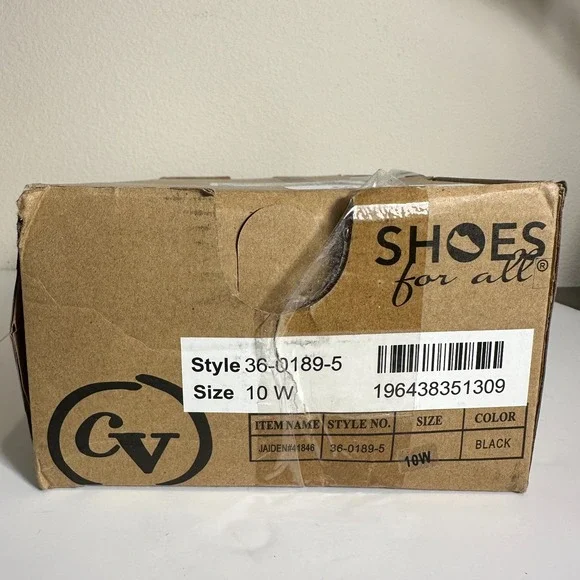 SHOES
for all®
Style 36-0189-5
Size 10 W
196438351309
CV
ITEM NAME STYLE NO. SIZE COLOR
JAIDEN#41846 36-0189-5 10W BLACK